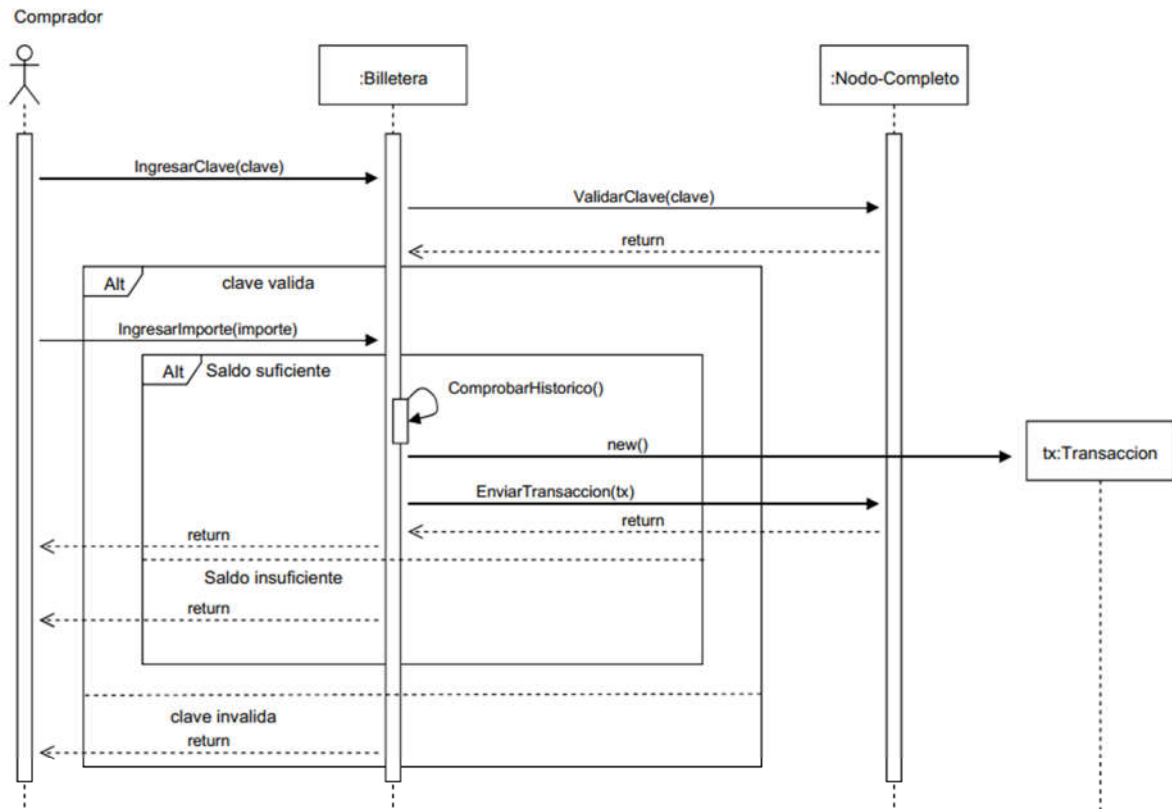 Comprador
:Billetera
:Nodo-Completo
IngresarClave(clave)
ValidarClave(clave)
return
Alt
clave valida
IngresarImporte(importe)
Alt
Saldo suficiente
ComprobarHistorico()
new()
tx:Transaccion
EnviarTransaccion(tx)
return
return
Saldo insuficiente
return
clave invalida
return